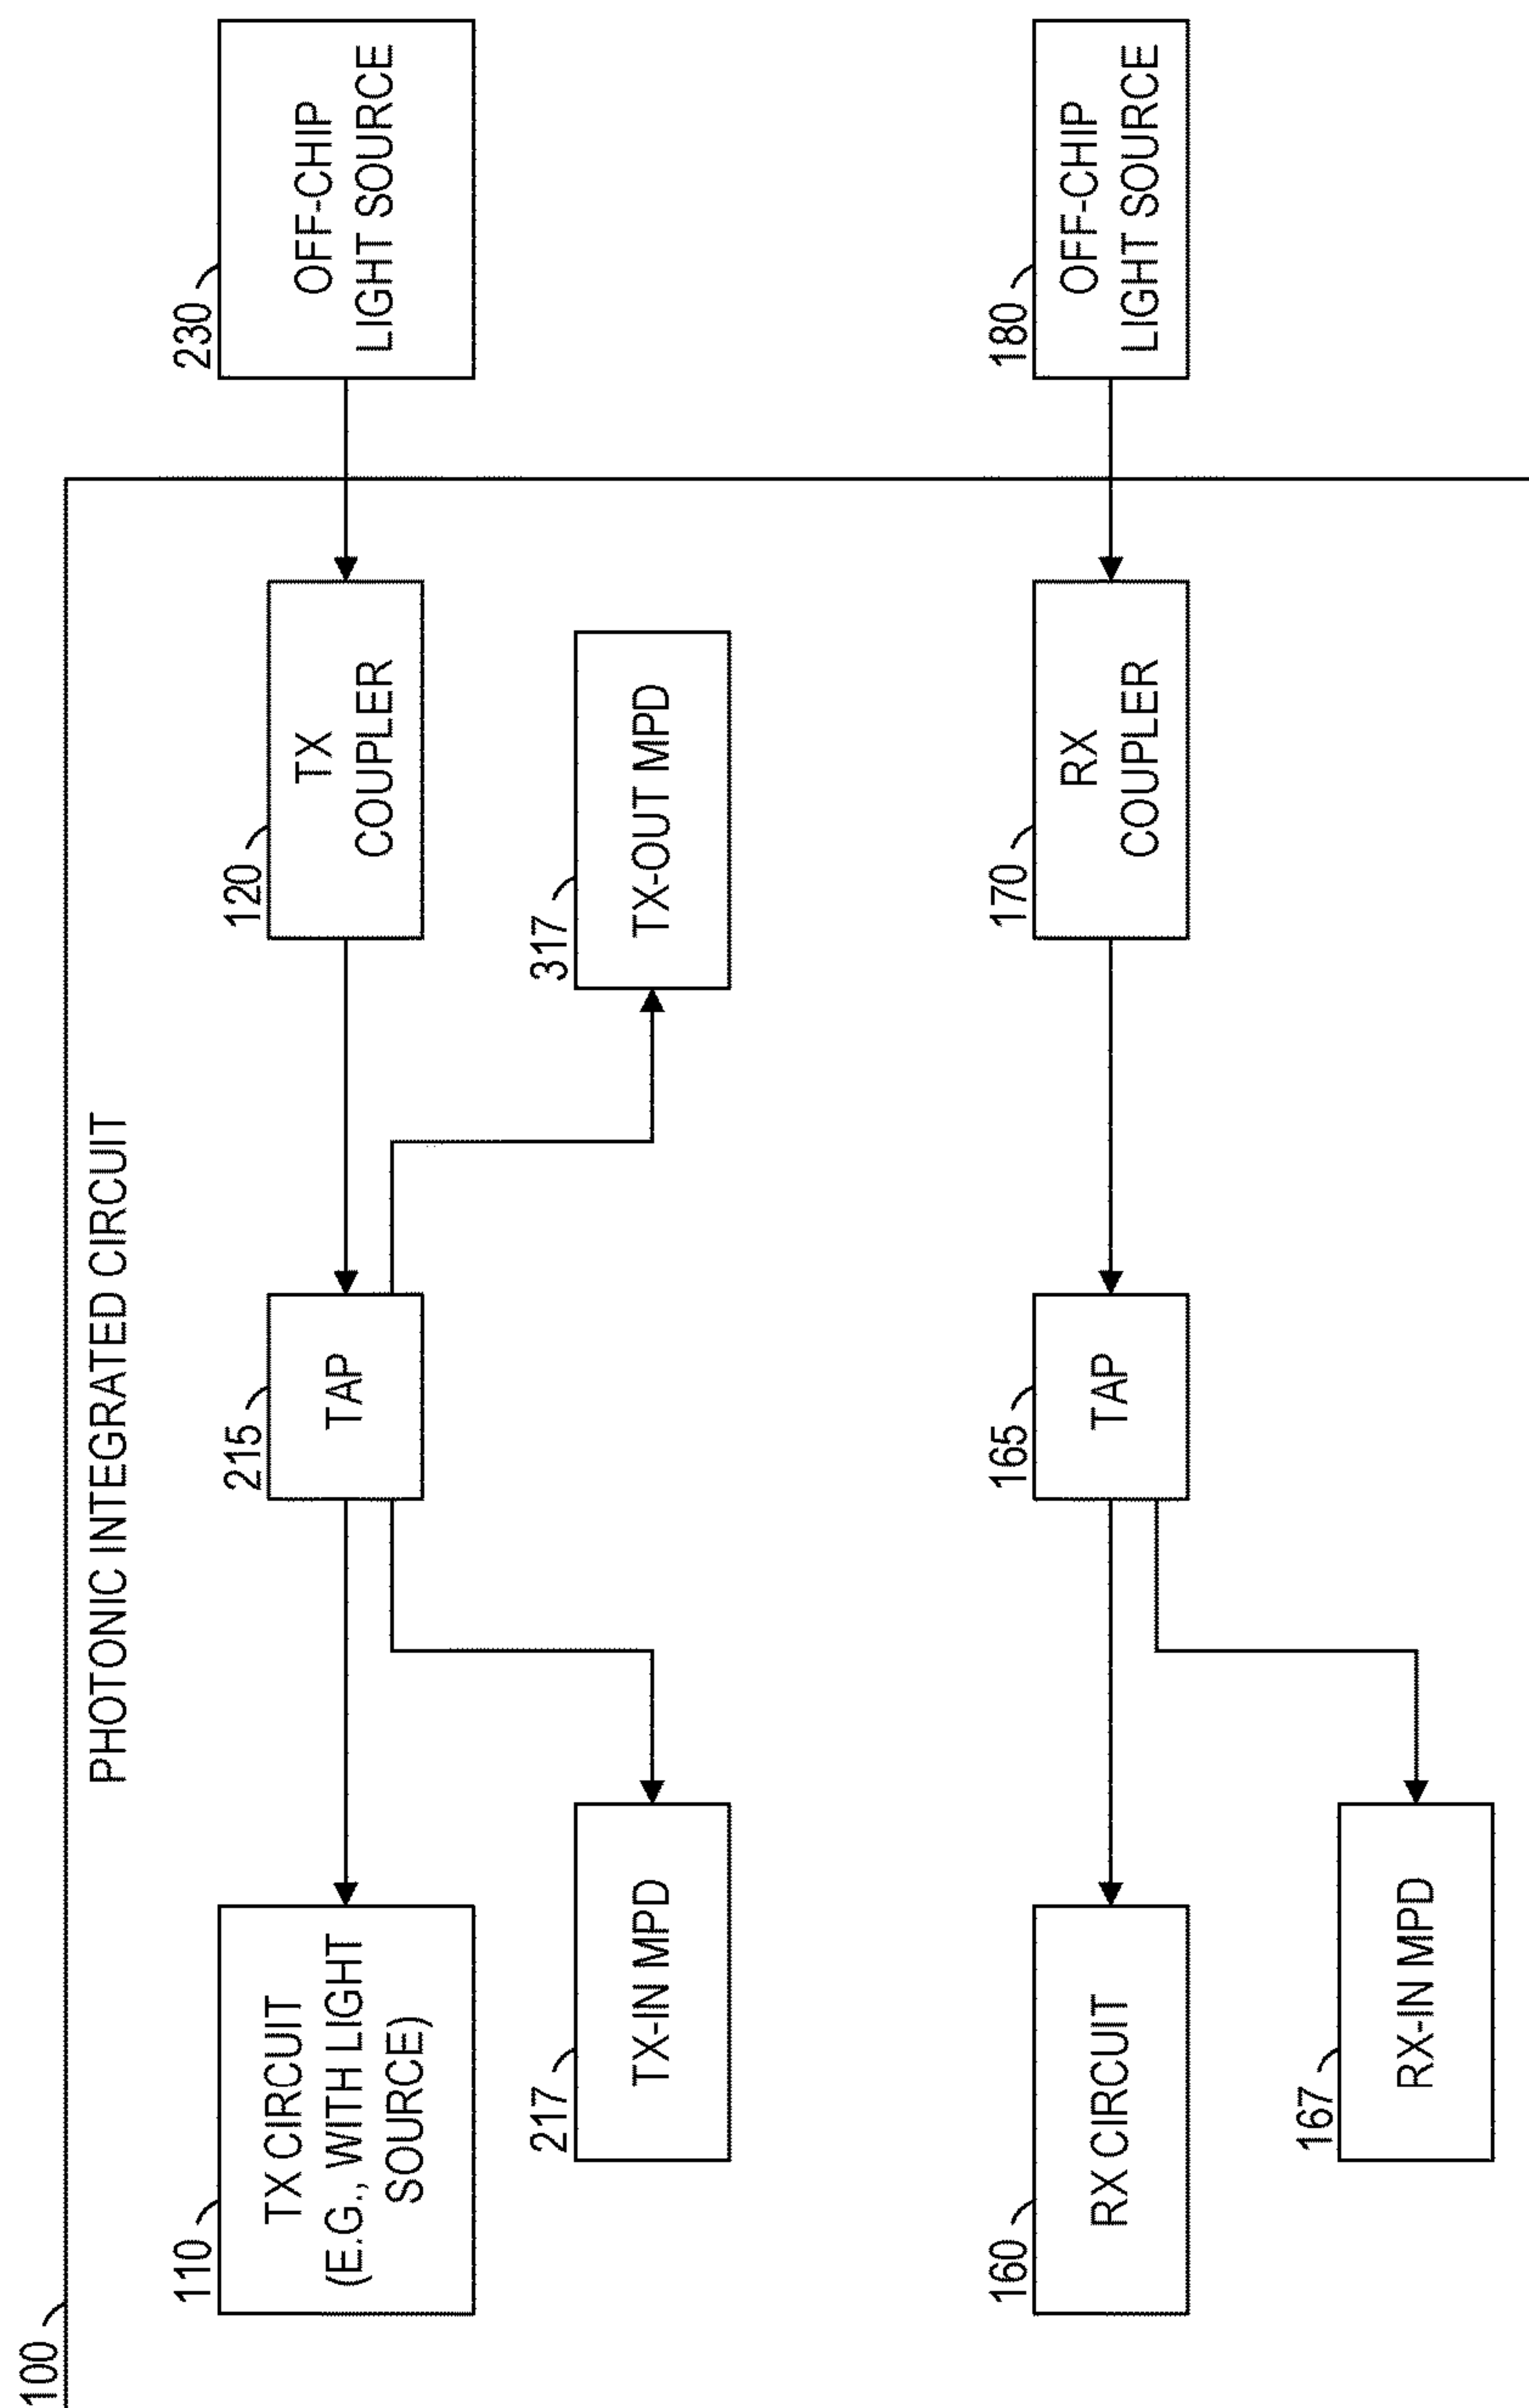 100
PHOTONIC INTEGRATED CIRCUIT
110
TX CIRCUIT
(E.G., WITH LIGHT
SOURCE)
215
TAP
120
TX
COUPLER
230
OFF-CHIP
LIGHT SOURCE
217
TX-IN MPD
317
TX-OUT MPD
160
RX CIRCUIT
165
TAP
170
RX
COUPLER
180
OFF-CHIP
LIGHT SOURCE
167
RX-IN MPD